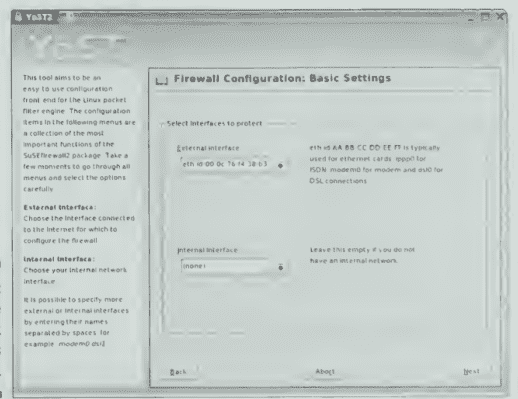 YaST2
YaST
This tool aims to be an
easy to use configuration
front end for the Linux packet
filter engine. The configuration
items in the following menus are
a collection of the most
important functions of the
SuSEfirewall2 package. Take a
few moments to go through all
menus and select the options
carefully.
External Interface:
Choose the interface connected
to the Internet for which to
configure the firewall.
Internal Interface:
Choose your internal network
interface.
It is possible to specify more
external or internal interfaces
by entering their names
separated by spaces, for
example: modem0 dsl
Firewall Configuration: Basic Settings
Select Interfaces to protect
External Interface
eth-id-00:0c:76:f4:38:63
eth-id-AA:BB:CC:DD:EE:FF is typically
used for ethernet cards, ippp0 for
ISDN, modem0 for modem and dsl0 for
DSL connections.
Internal Interface
(none)
Leave this empty if you do not
have an internal network.
Back
Abort
Next